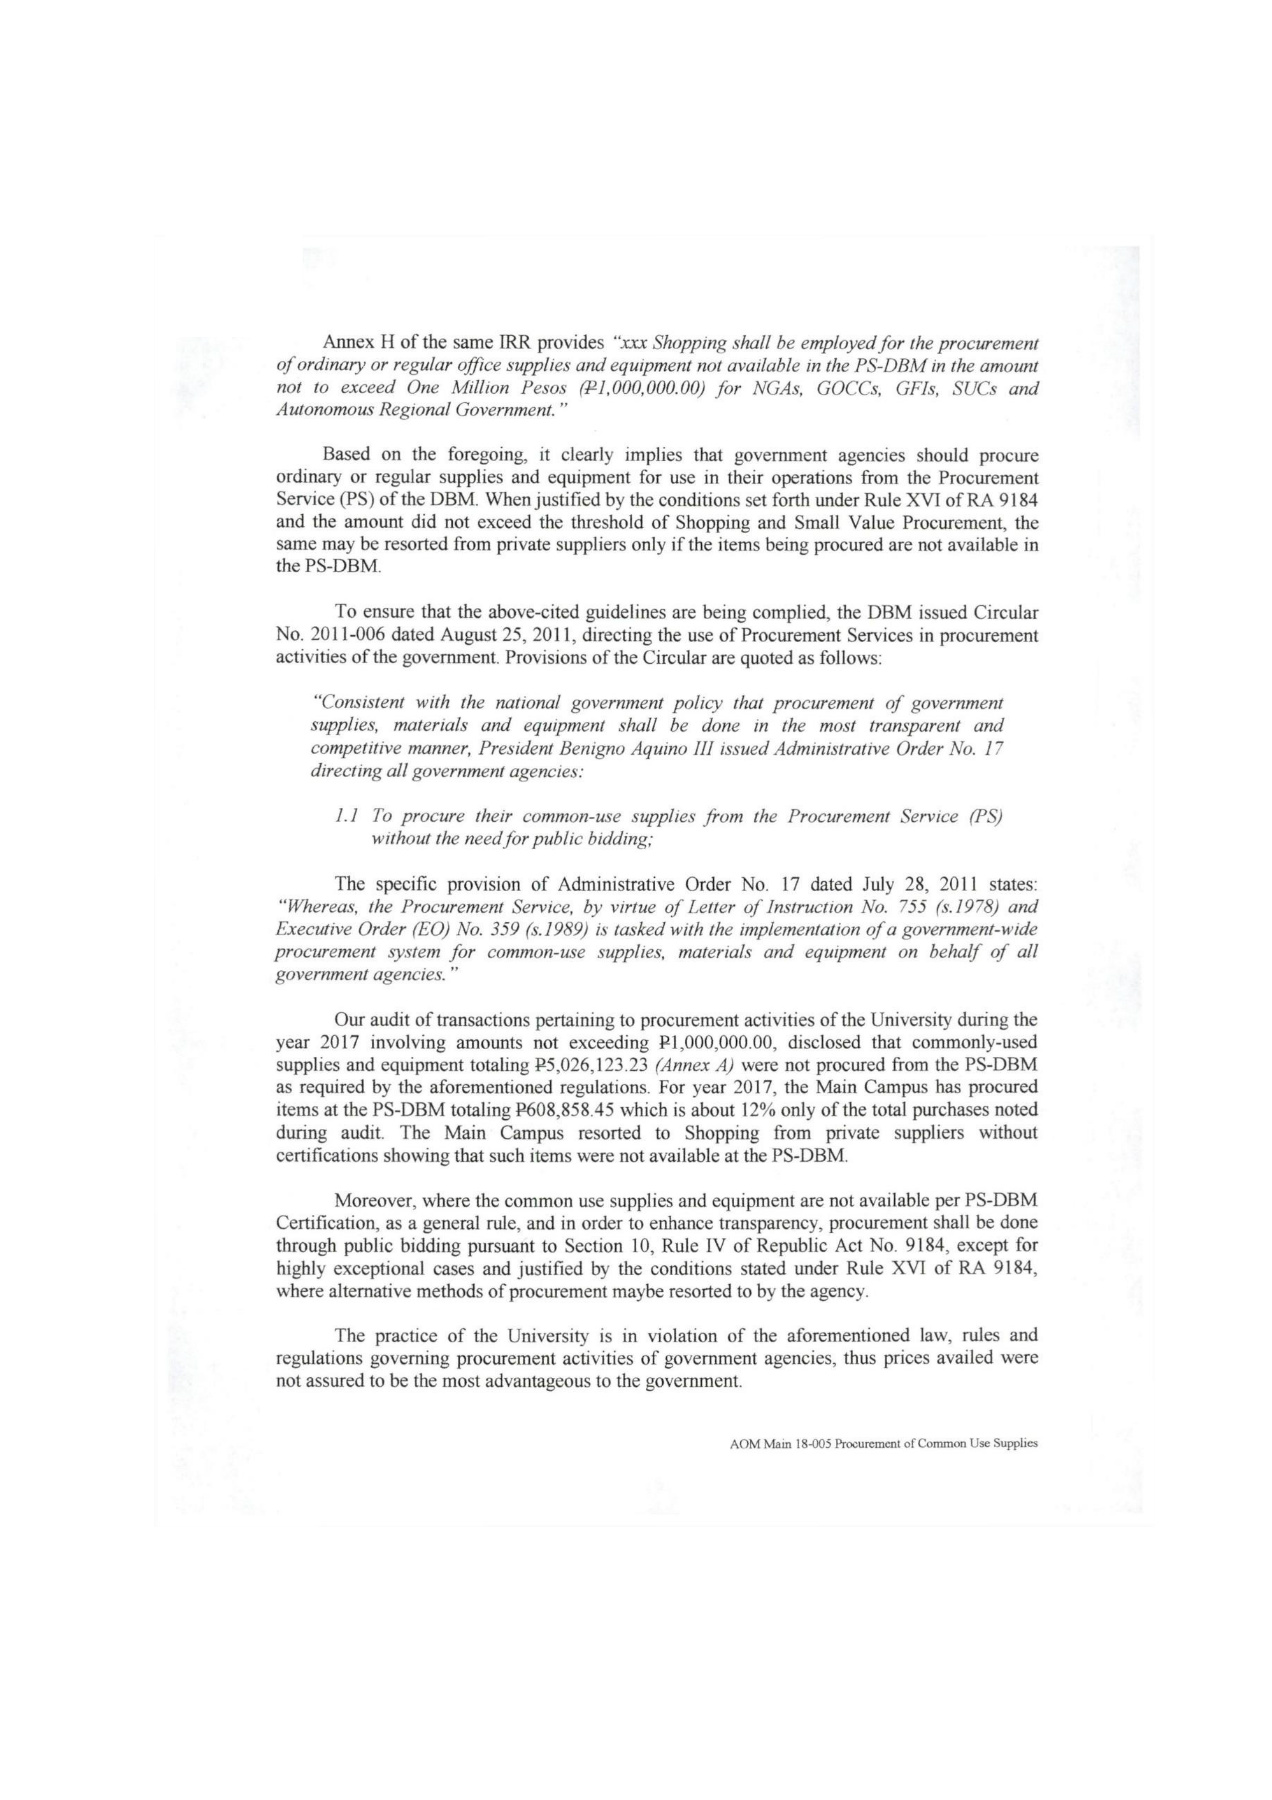 Annex H of the same IRR provides “xxx Shopping shall be employed for the procurement
of ordinary or regular office supplies and equipment not available in the PS-DBM in the amount
not to exceed One Million Pesos (₱1,000,000.00) for NGAs, GOCCs, GFIs, SUCs and
Autonomous Regional Government.”
Based on the foregoing, it clearly implies that government agencies should procure
ordinary or regular supplies and equipment for use in their operations from the Procurement
Service (PS) of the DBM. When justified by the conditions set forth under Rule XVI of RA 9184
and the amount did not exceed the threshold of Shopping and Small Value Procurement, the
same may be resorted from private suppliers only if the items being procured are not available in
the PS-DBM.
To ensure that the above-cited guidelines are being complied, the DBM issued Circular
No. 2011-006 dated August 25, 2011, directing the use of Procurement Services in procurement
activities of the government. Provisions of the Circular are quoted as follows:
“Consistent with the national government policy that procurement of government
supplies, materials and equipment shall be done in the most transparent and
competitive manner, President Benigno Aquino III issued Administrative Order No. 17
directing all government agencies:
1.1 To procure their common-use supplies from the Procurement Service (PS)
without the need for public bidding;
The specific provision of Administrative Order No. 17 dated July 28, 2011 states:
“Whereas, the Procurement Service, by virtue of Letter of Instruction No. 755 (s.1978) and
Executive Order (EO) No. 359 (s.1989) is tasked with the implementation of a government-wide
procurement system for common-use supplies, materials and equipment on behalf of all
government agencies.”
Our audit of transactions pertaining to procurement activities of the University during the
year 2017 involving amounts not exceeding ₱1,000,000.00, disclosed that commonly-used
supplies and equipment totaling ₱5,026,123.23 (Annex A) were not procured from the PS-DBM
as required by the aforementioned regulations. For year 2017, the Main Campus has procured
items at the PS-DBM totaling ₱608,858.45 which is about 12% only of the total purchases noted
during audit. The Main Campus resorted to Shopping from private suppliers without
certifications showing that such items were not available at the PS-DBM.
Moreover, where the common use supplies and equipment are not available per PS-DBM
Certification, as a general rule, and in order to enhance transparency, procurement shall be done
through public bidding pursuant to Section 10, Rule IV of Republic Act No. 9184, except for
highly exceptional cases and justified by the conditions stated under Rule XVI of RA 9184,
where alternative methods of procurement maybe resorted to by the agency.
The practice of the University is in violation of the aforementioned law, rules and
regulations governing procurement activities of government agencies, thus prices availed were
not assured to be the most advantageous to the government.
AOM Main 18-005 Procurement of Common Use Supplies